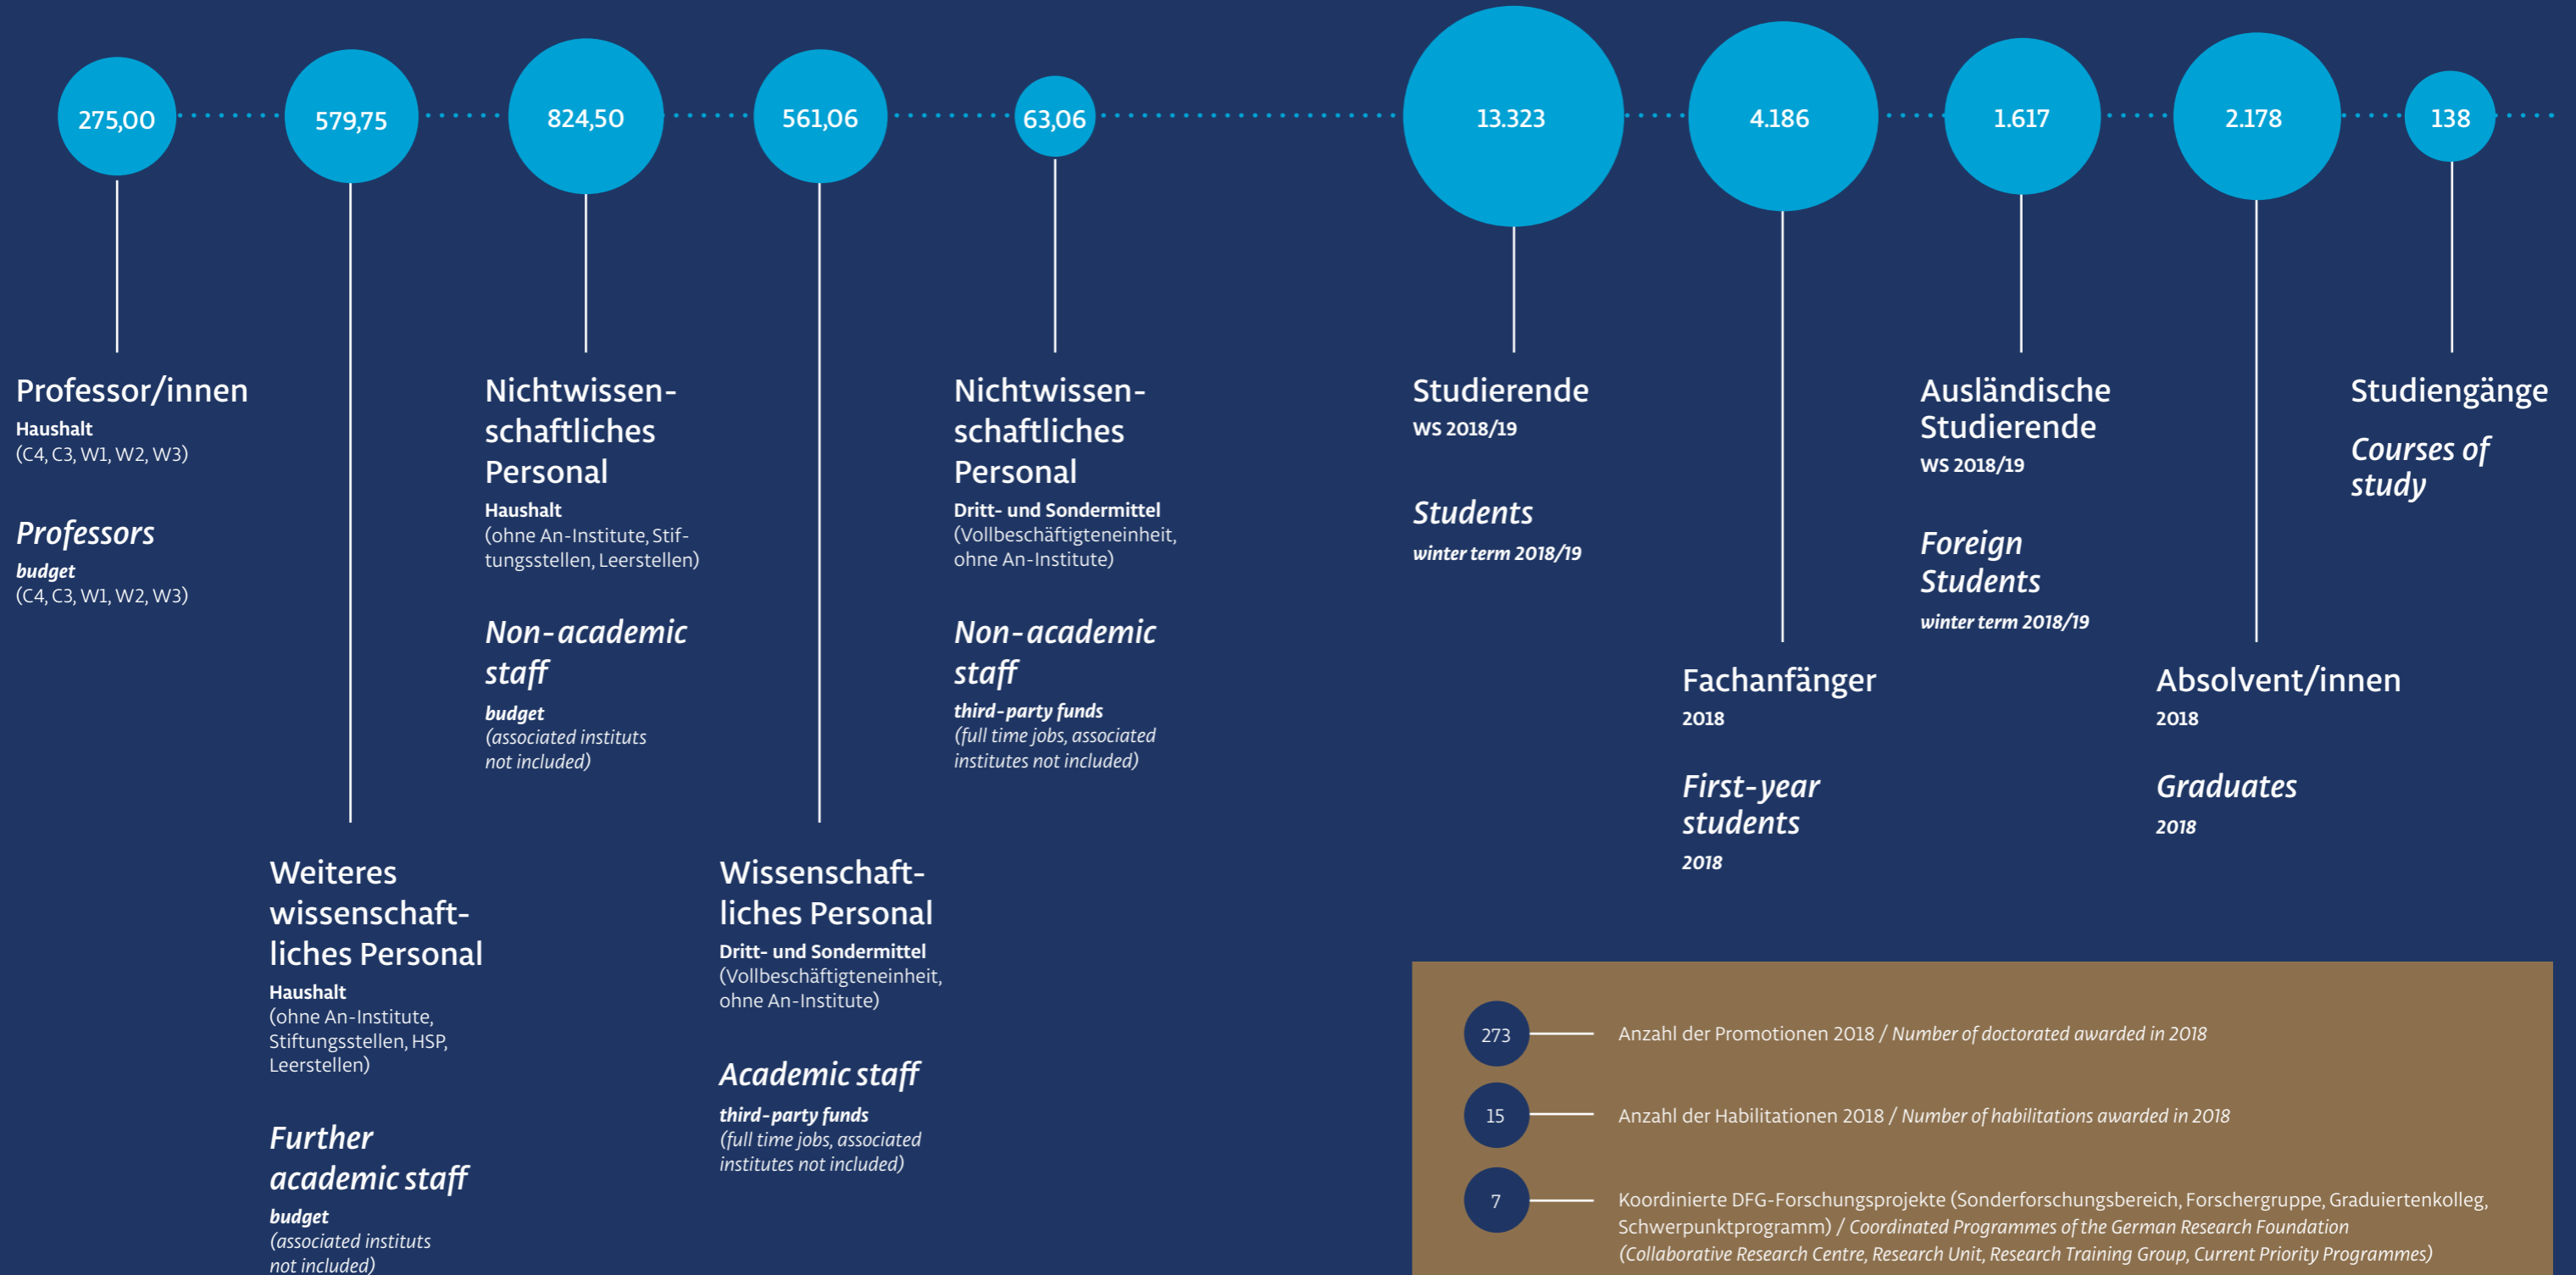 275,00
579,75
824,50
561,06
63,06
13.323
4.186
1.617
2.178
138
Professor/innen
Haushalt
(C4, C3, W1, W2, W3)
Professors
budget
(C4, C3, W1, W2, W3)
Weiteres
wissenschaft-
liches Personal
Haushalt
(ohne An-Institute,
Stiftungsstellen, HSP,
Leerstellen)
Further
academic staff
budget
(associated instituts
not included)
Nichtwissen-
schaftliches
Personal
Haushalt
(ohne An-Institute, Stif-
tungsstellen, Leerstellen)
Non-academic
staff
budget
(associated instituts
not included)
Wissenschaft-
liches Personal
Dritt- und Sondermittel
(Vollbeschäftigteneinheit,
ohne An-Institute)
Academic staff
third-party funds
(full time jobs, associated
institutes not included)
Nichtwissen-
schaftliches
Personal
Dritt- und Sondermittel
(Vollbeschäftigteneinheit,
ohne An-Institute)
Non-academic
staff
third-party funds
(full time jobs, associated
institutes not included)
Studierende
WS 2018/19
Students
winter term 2018/19
Fachanfänger
2018
First-year
students
2018
Ausländische
Studierende
WS 2018/19
Foreign
Students
winter term 2018/19
Absolvent/innen
2018
Graduates
2018
Studiengänge
Courses of
study
273 Anzahl der Promotionen 2018 / Number of doctorated awarded in 2018
15 Anzahl der Habilitationen 2018 / Number of habilitations awarded in 2018
7 Koordinierte DFG-Forschungsprojekte (Sonderforschungsbereich, Forschergruppe, Graduiertenkolleg,
Schwerpunktprogramm) / Coordinated Programmes of the German Research Foundation
(Collaborative Research Centre, Research Unit, Research Training Group, Current Priority Programmes)